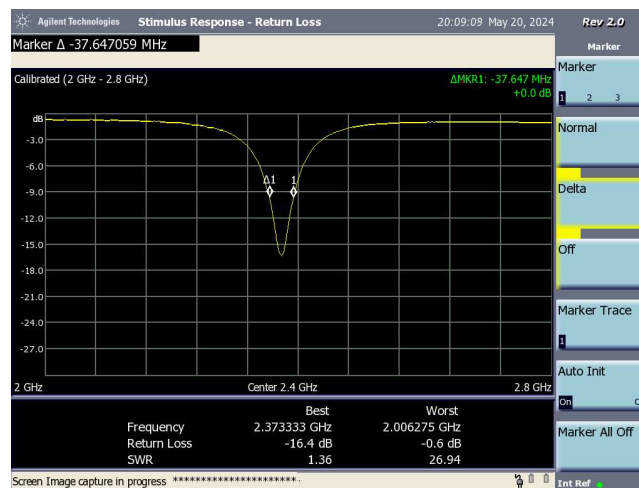 Agilent Technologies Stimulus Response - Return Loss 20:09:08 May 20, 2024 Rev 2.0
Marker Δ -37.647059 MHz
Marker
Calibrated (2 GHz - 2.8 GHz)
ΔMKR1: -37.647 MHz
+0.0 dB
Marker
1 2 3
dB
-3.0
-6.0
-9.0
-12.0
-15.0
-18.0
-21.0
-24.0
-27.0
Δ1 1
2 GHz Center 2.4 GHz 2.8 GHz
Normal
Delta
Off
Marker Trace
1
Auto Init
On O
Marker All Off
Best Worst
Frequency 2.373333 GHz 2.006275 GHz
Return Loss -16.4 dB -0.6 dB
SWR 1.36 26.94
Screen Image capture in progress ***********************.
Int Ref